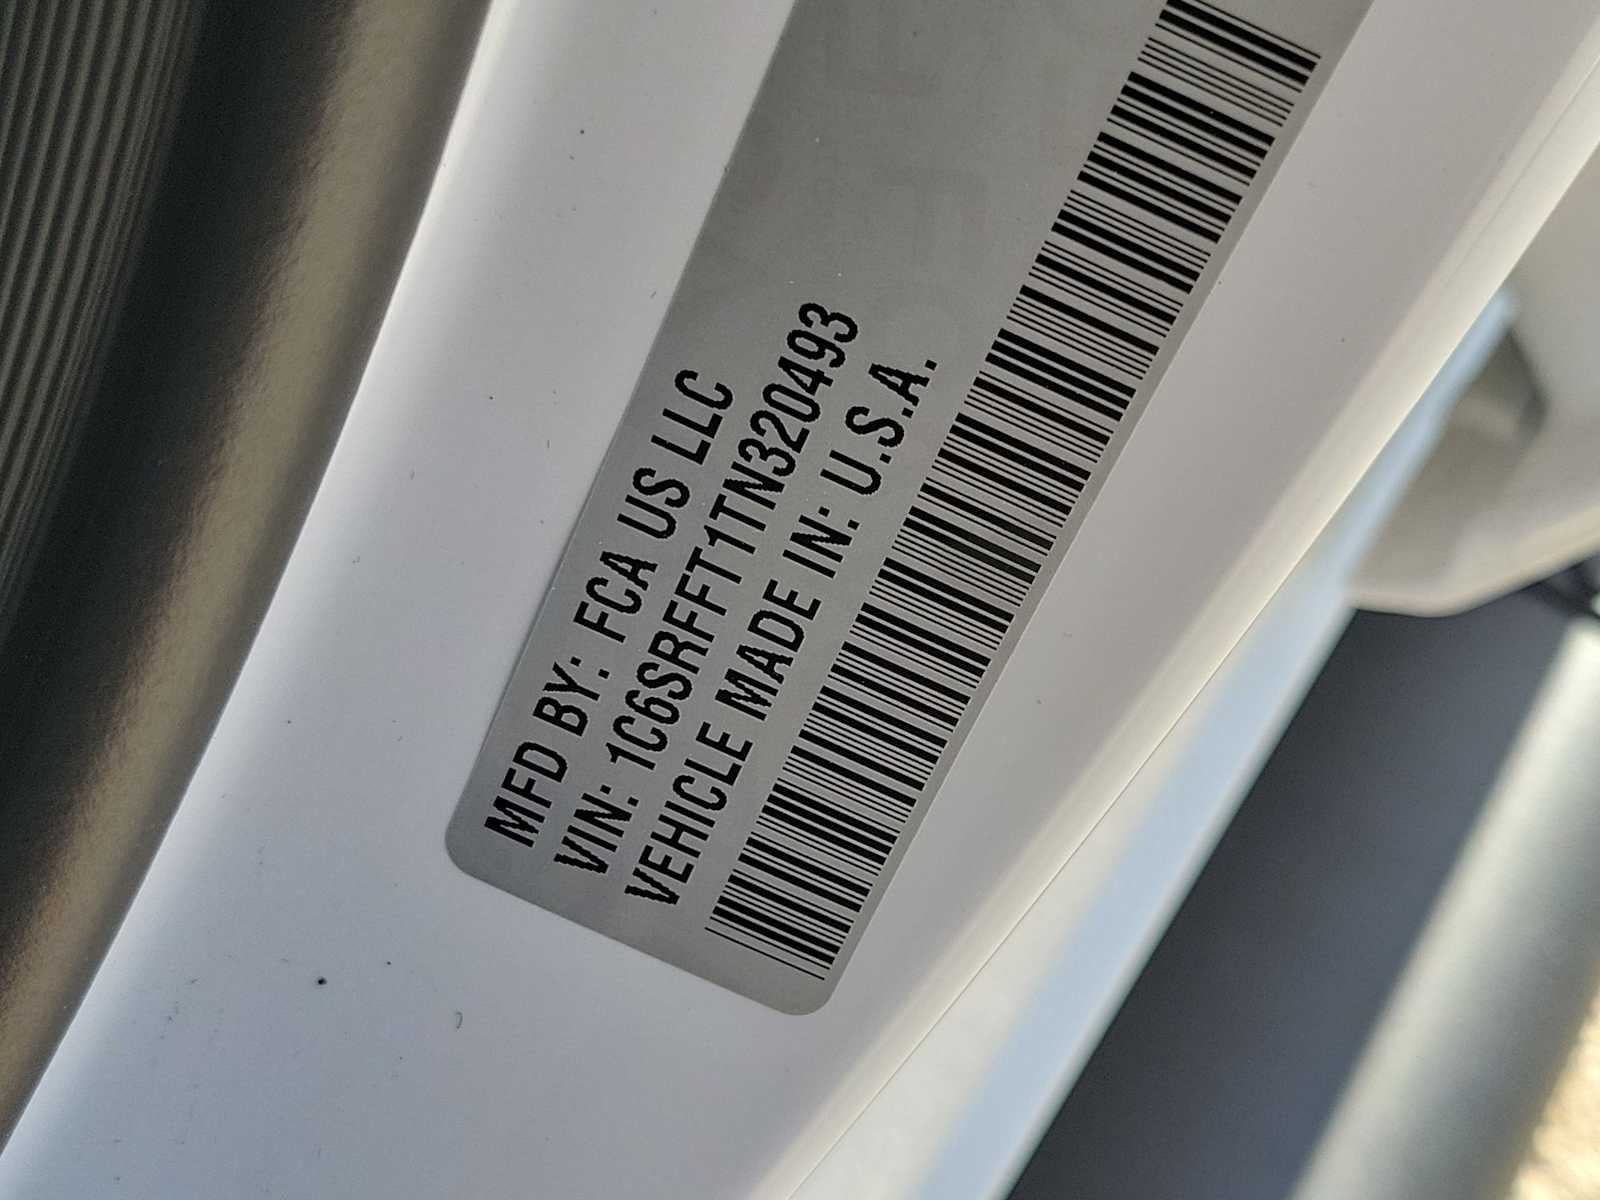 MFD BY: FCA US LLC
VIN: 1C6SRFFT1TN320493
VEHICLE MADE IN: U.S.A.